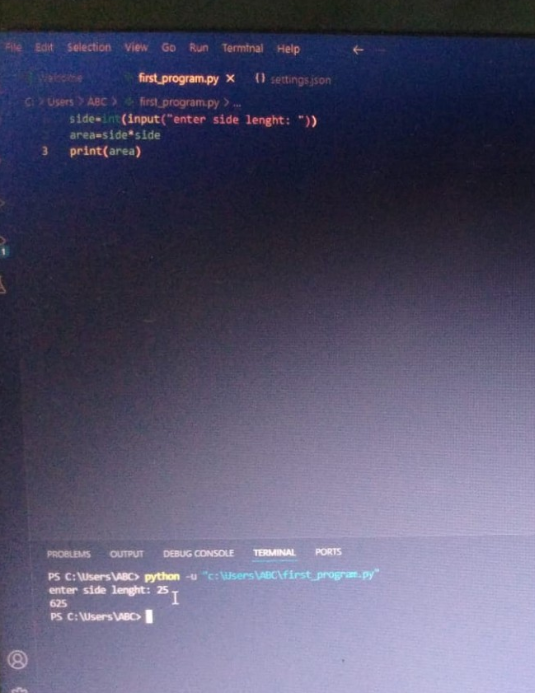 File Edit Selection View Go Run Terminal Help ←
Welcome first_program.py × {} settings.json
C: > Users > ABC > first_program.py > ...
side=int(input("enter side lenght: "))
area=side*side
3 print(area)
1
PROBLEMS OUTPUT DEBUG CONSOLE TERMINAL PORTS
PS C:\Users\ABC> python -u "c:\Users\ABC\first_program.py"
enter side lenght: 25
625
PS C:\Users\ABC>